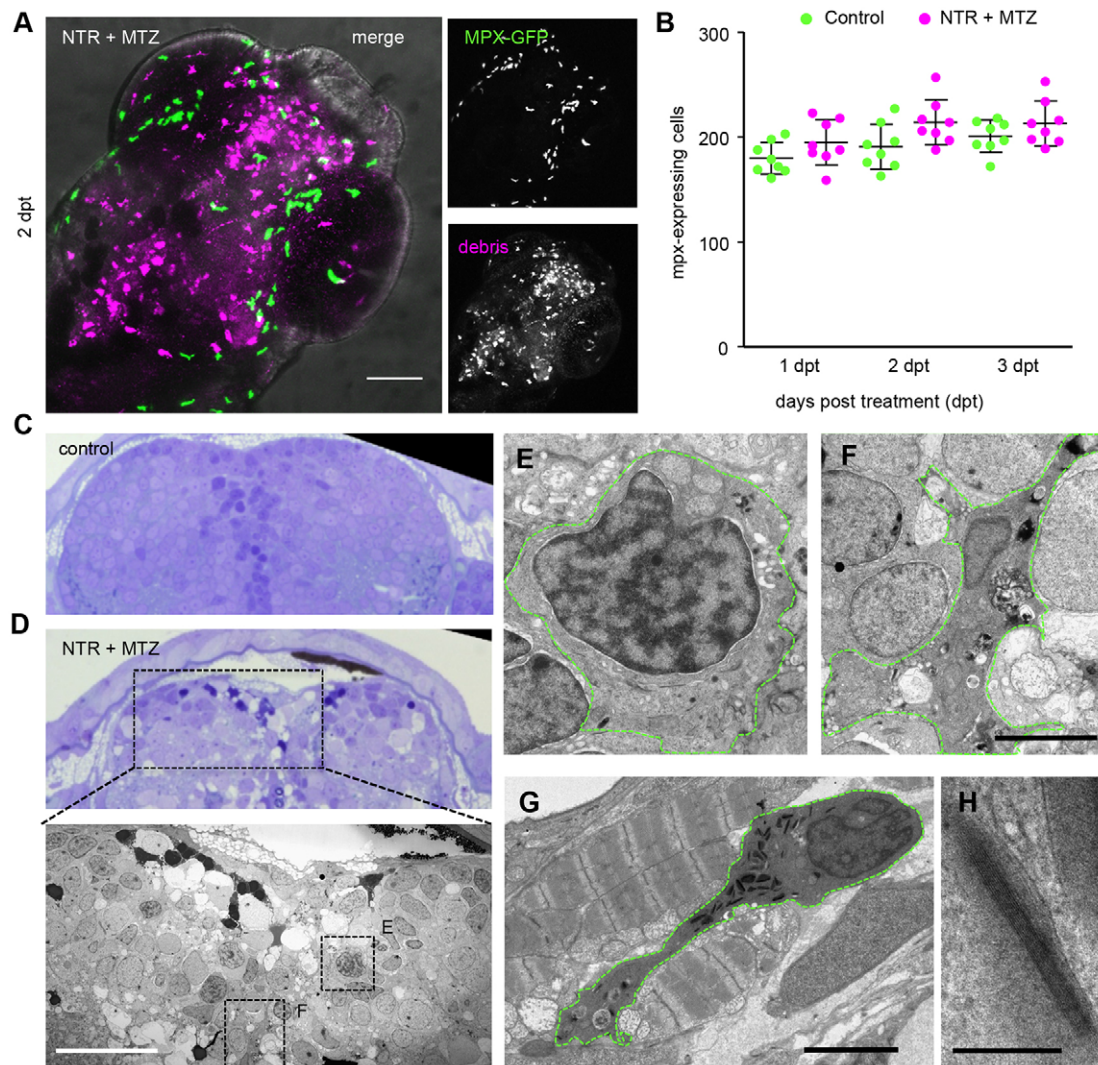 A
NTR + MTZ
merge
2 dpt
MPX-GFP
debris
B
Control
NTR + MTZ
300
200
100
0
mpx-expressing cells
1 dpt
2 dpt
3 dpt
days post treatment (dpt)
C
control
D
NTR + MTZ
E
F
E
F
G
H